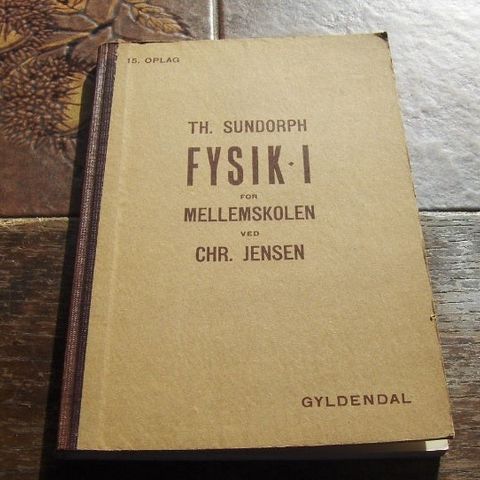 15. OPLAG
TH. SUNDORPH
FYSIK·I
FOR
MELLEMSKOLEN
VED
CHR. JENSEN
GYLDENDAL